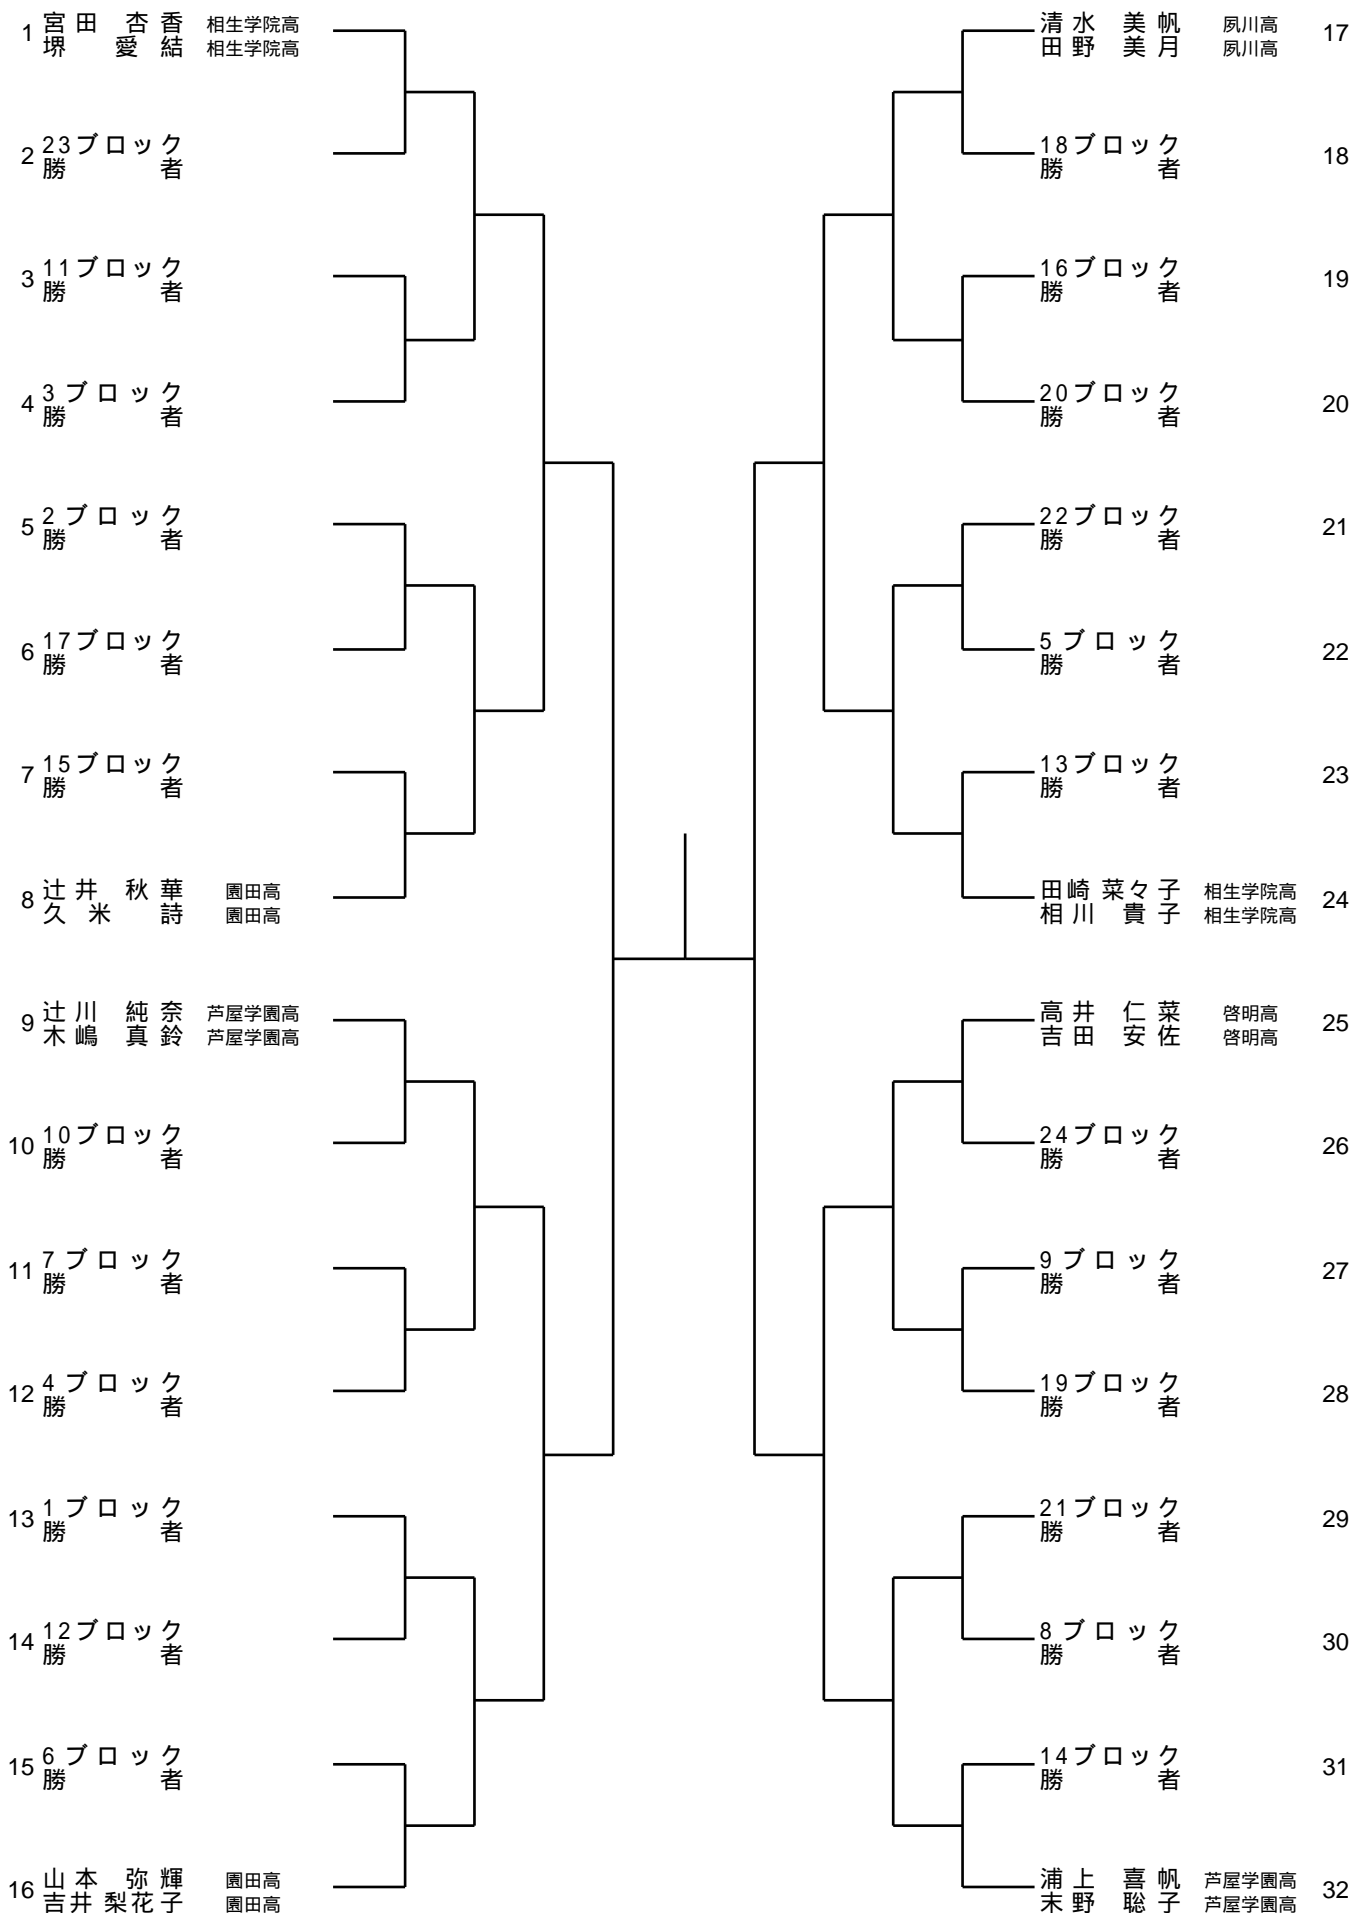 1 宮田 杏香 相生学院高
堺 愛結 相生学院高
2 23ブロック
勝者
3 11ブロック
勝者
4 3ブロック
勝者
5 2ブロック
勝者
6 17ブロック
勝者
7 15ブロック
勝者
8 辻井 秋華 園田高
久米 詩 園田高
9 辻川 純奈 芦屋学園高
木嶋 真鈴 芦屋学園高
10 10ブロック
勝者
11 7ブロック
勝者
12 4ブロック
勝者
13 1ブロック
勝者
14 12ブロック
勝者
15 6ブロック
勝者
16 山本 弥輝 園田高
吉井 梨花子 園田高
清水 美帆 夙川高 17
田野 美月 夙川高
18ブロック 18
勝者
16ブロック 19
勝者
20ブロック 20
勝者
22ブロック 21
勝者
5ブロック 22
勝者
13ブロック 23
勝者
田崎 菜々子 相生学院高 24
相川 貴子 相生学院高
高井 仁菜 啓明高 25
吉田 安佐 啓明高
24ブロック 26
勝者
9ブロック 27
勝者
19ブロック 28
勝者
21ブロック 29
勝者
8ブロック 30
勝者
14ブロック 31
勝者
浦上 喜帆 芦屋学園高 32
末野 聡子 芦屋学園高